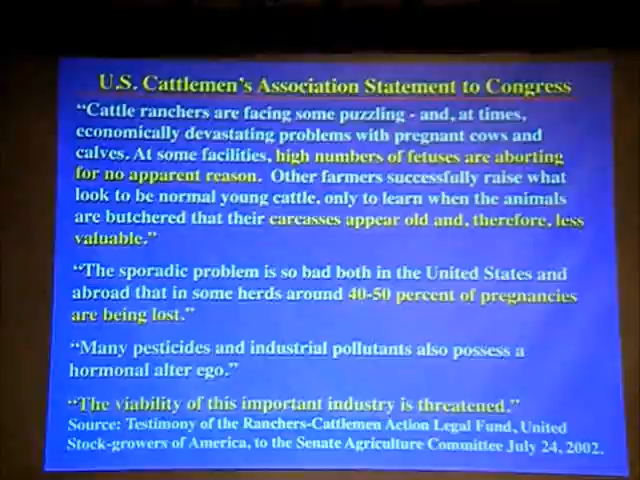 U.S. Cattlemen's Association Statement to Congress
"Cattle ranchers are facing some puzzling - and, at times,
economically devastating problems with pregnant cows and
calves. At some facilities, high numbers of fetuses are aborting
for no apparent reason. Other farmers successfully raise what
look to be normal young cattle, only to learn when the animals
are butchered that their carcasses appear old and, therefore, less
valuable."
"The sporadic problem is so bad both in the United States and
abroad that in some herds around 40-50 percent of pregnancies
are being lost."
"Many pesticides and industrial pollutants also possess a
hormonal alter ego."
"The viability of this important industry is threatened."
Source: Testimony of the Ranchers-Cattlemen Action Legal Fund, United
Stock-growers of America, to the Senate Agriculture Committee July 24, 2002.